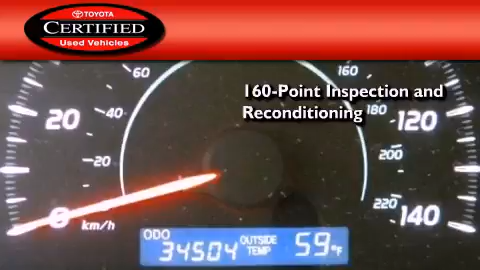 TOYOTA
CERTIFIED
Used Vehicles
160-Point Inspection and
Reconditioning
60
160
20
40
180
120
20
200
0
km/h
220
140
ODO
34504
OUTSIDE
TEMP
59°F